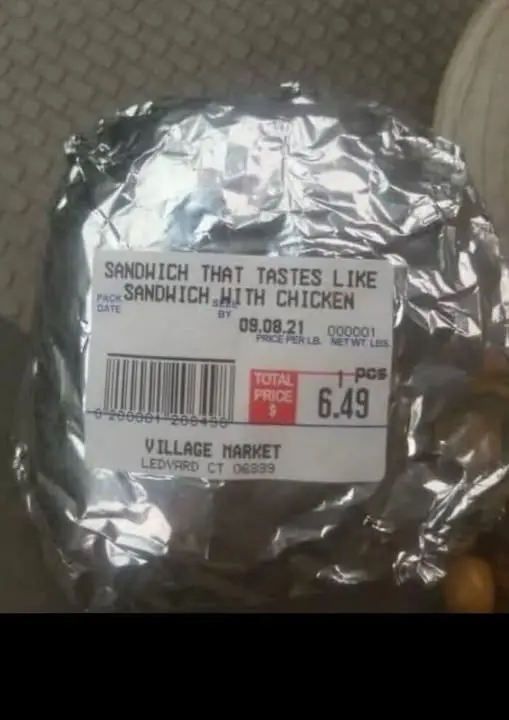 SANDWICH THAT TASTES LIKE
SANDWICH WITH CHICKEN
PACK DATE
SELL BY
09.08.21 000001
PRICE PER LB. NET WT. LBS.
1 PCS
TOTAL PRICE $ 6.49
VILLAGE MARKET
LEDYARD CT 06339